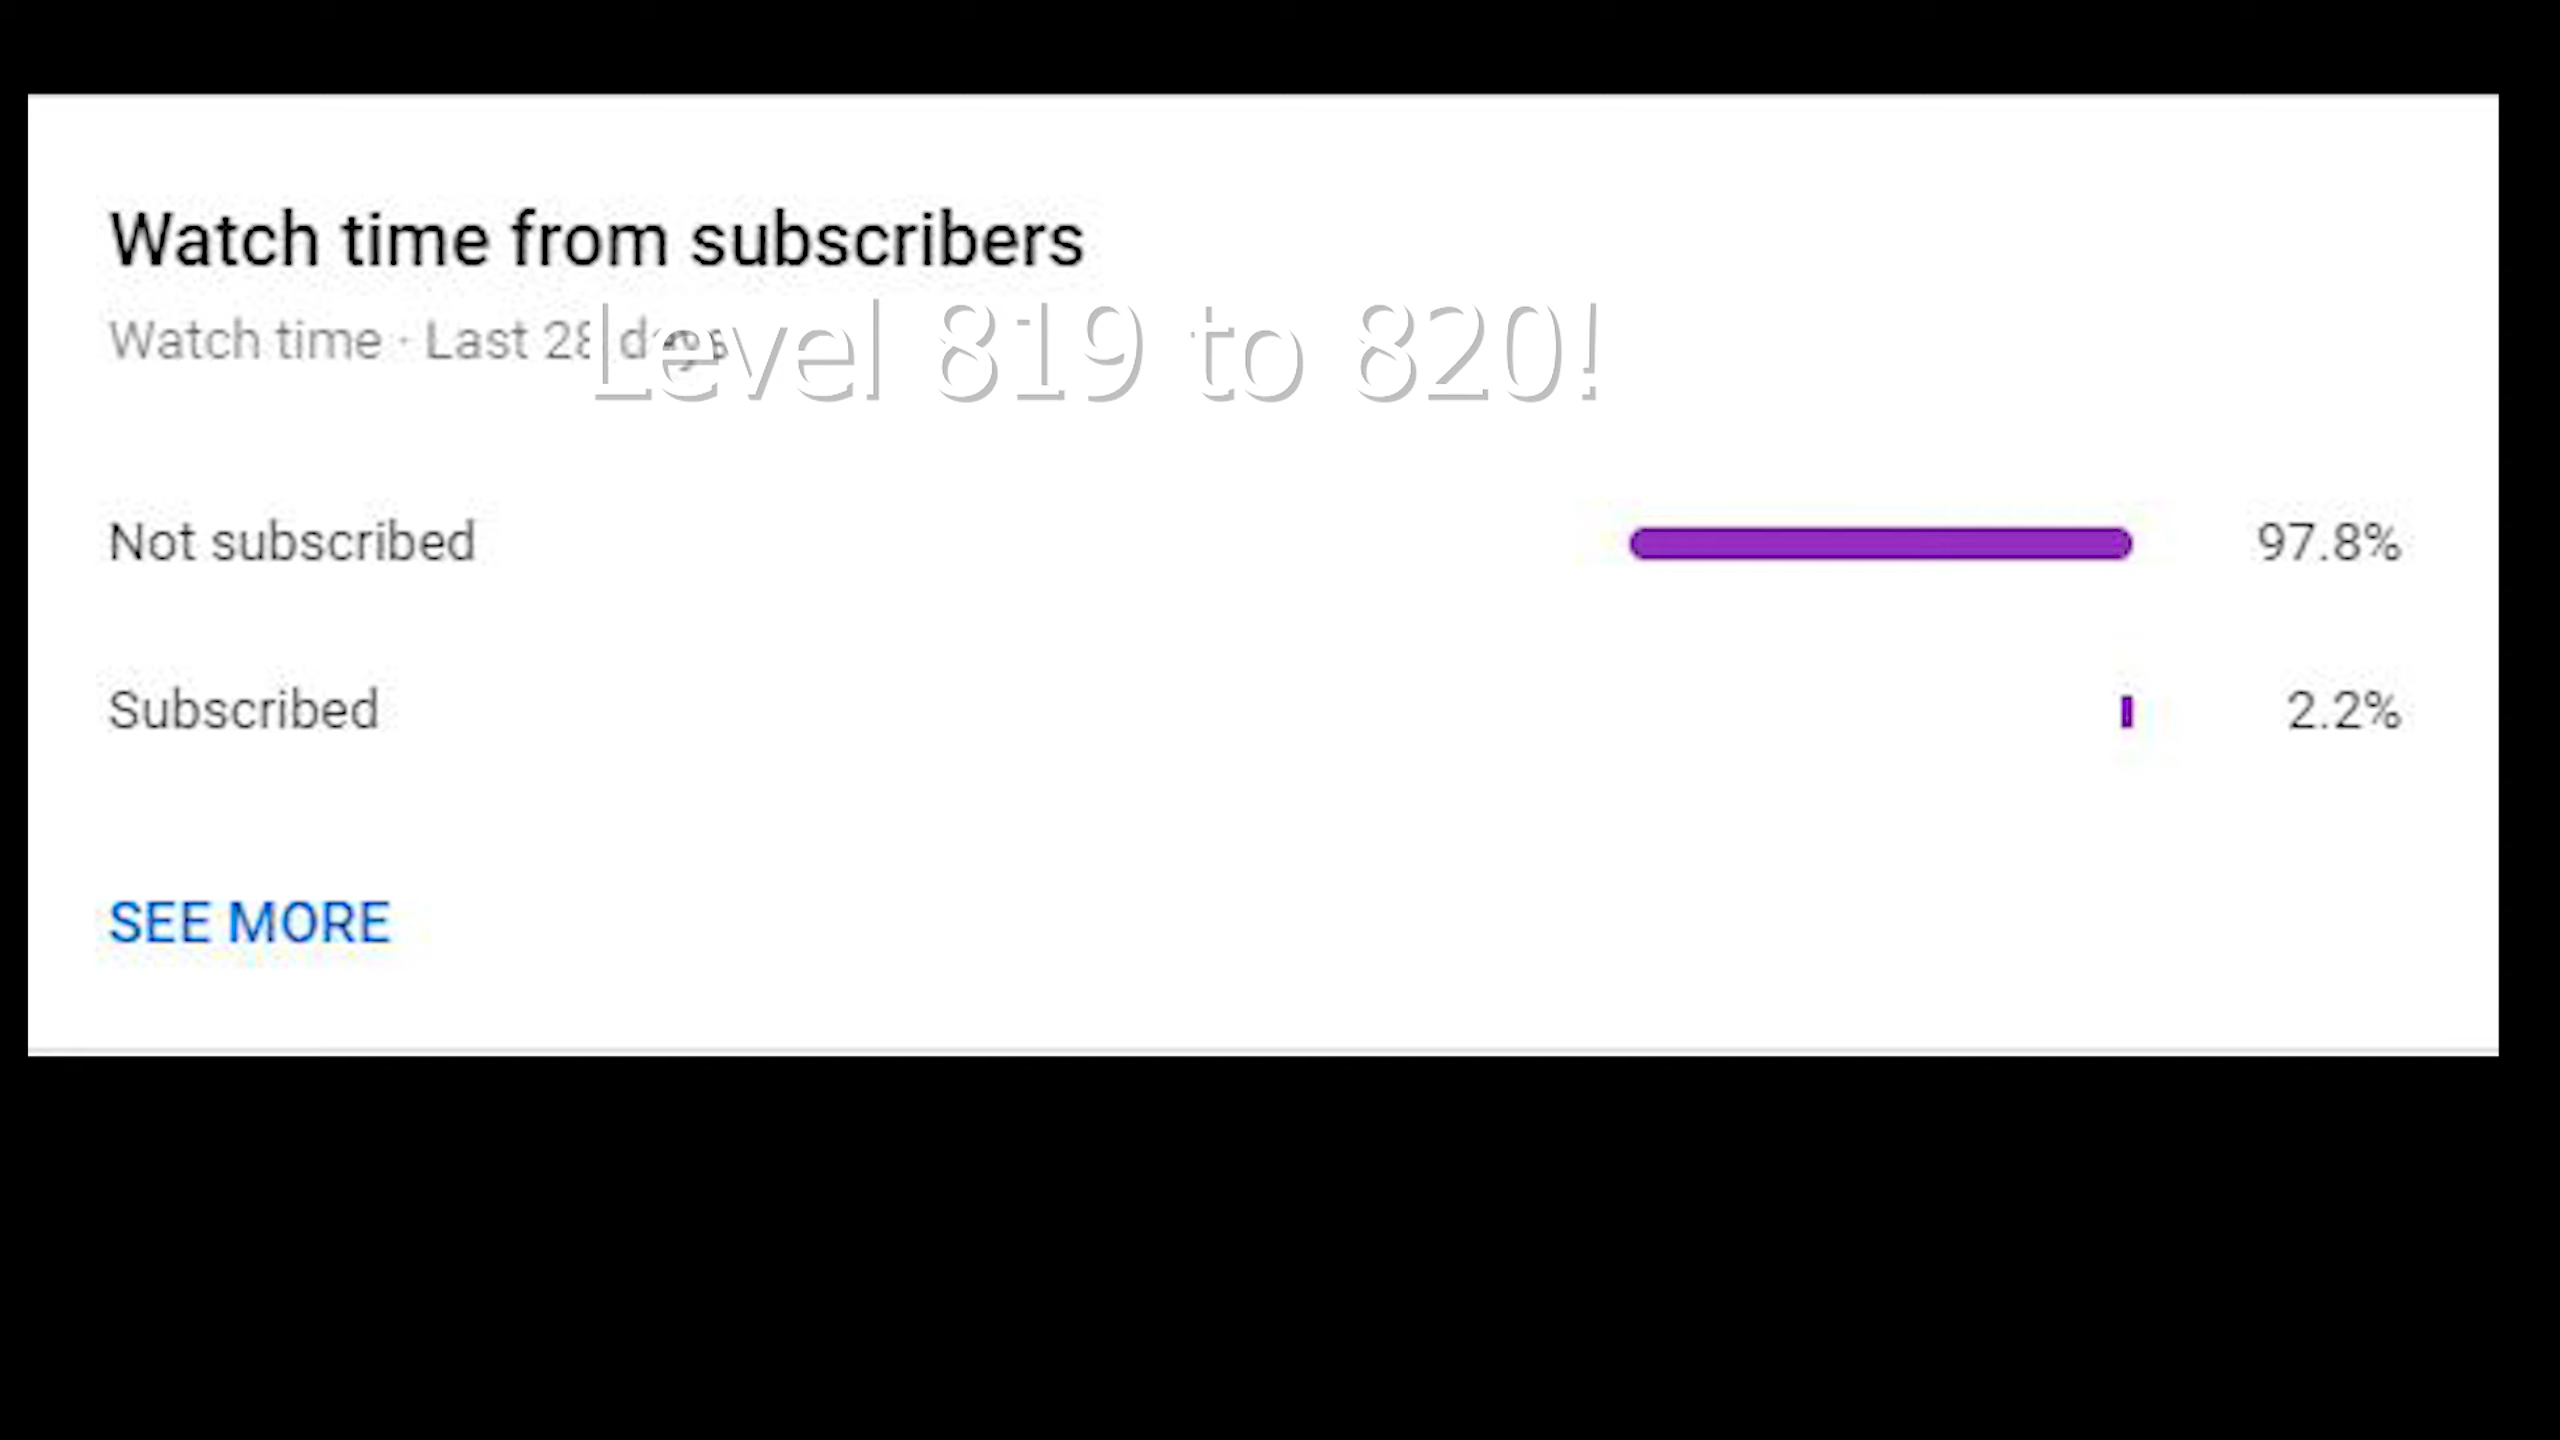 Watch time from subscribers
Watch time · Last 28 days
Level 819 to 820!
Not subscribed 97.8%
Subscribed 2.2%
SEE MORE